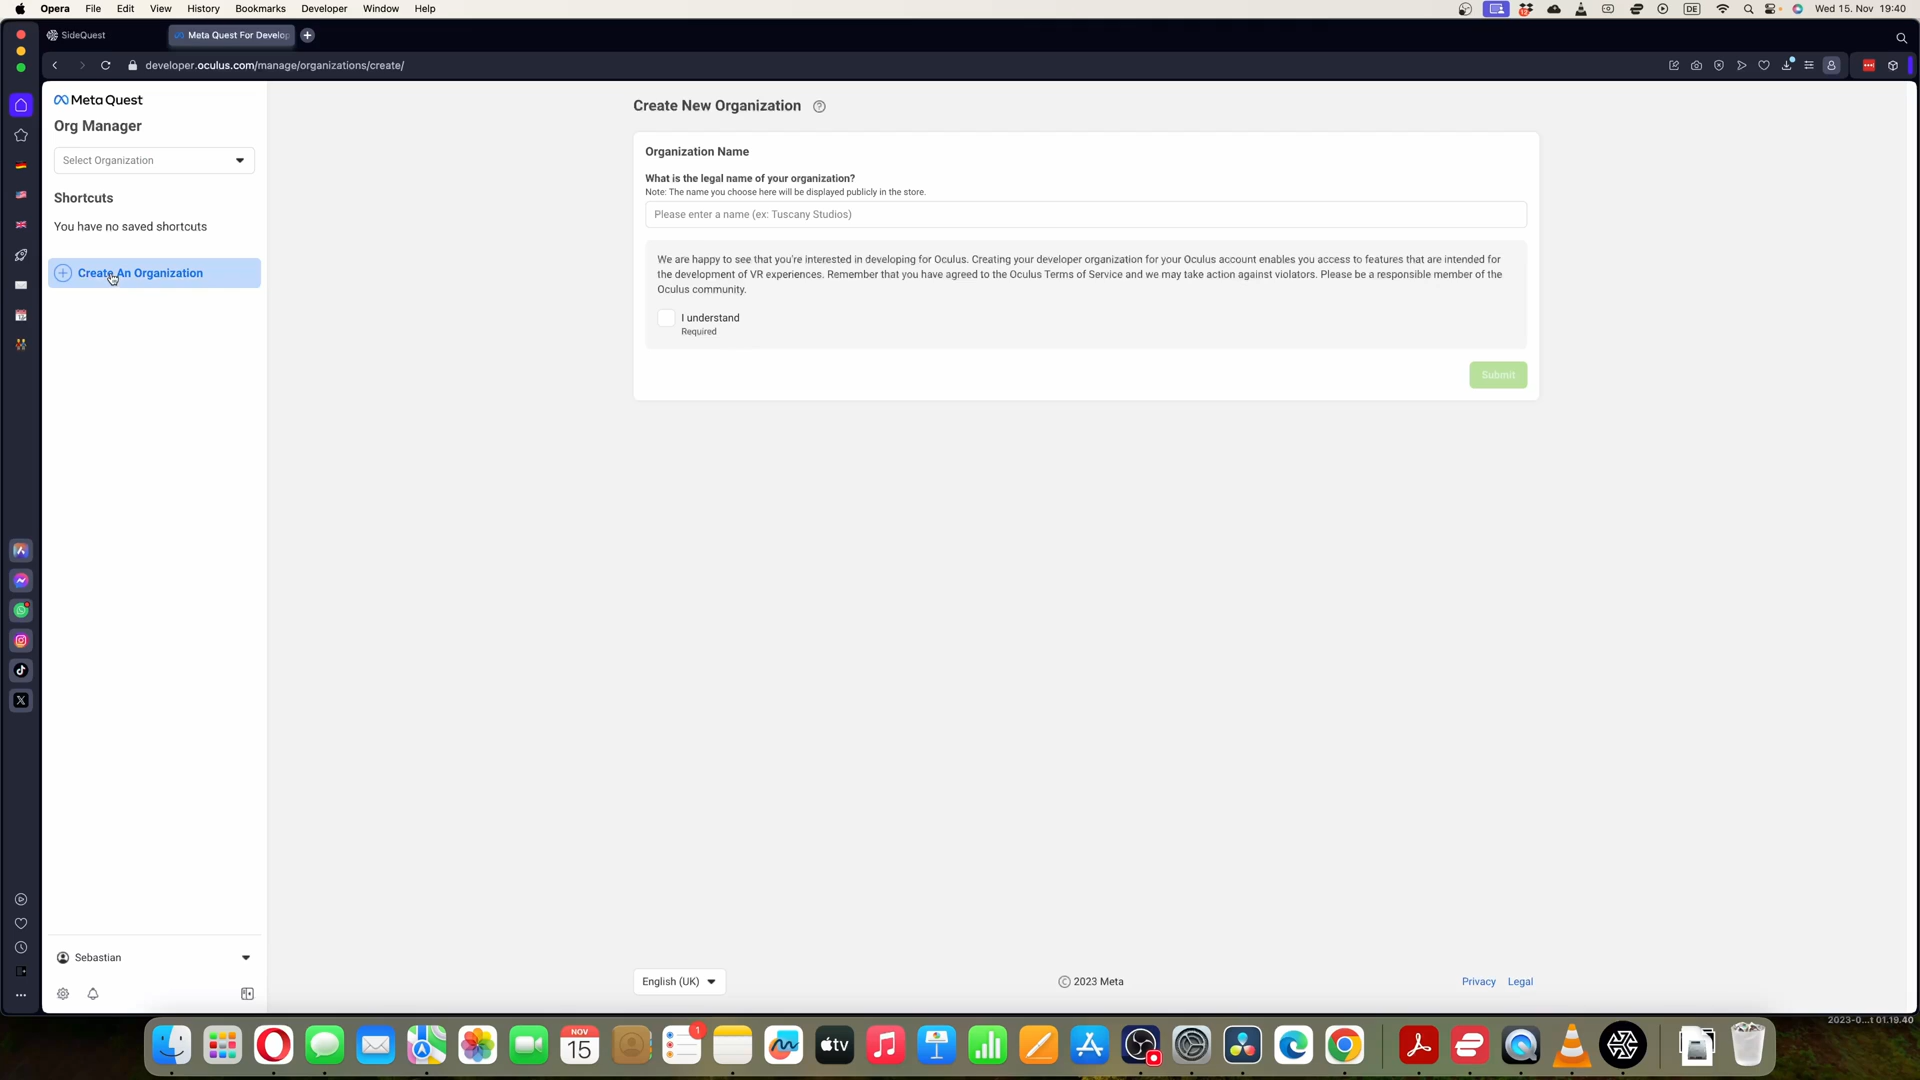 Opera File Edit View History Bookmarks Developer Window Help
DE
Wed 15. Nov 19:40
SideQuest
Meta Quest For Develop
developer.oculus.com/manage/organizations/create/
Meta Quest
Org Manager
Select Organization
Shortcuts
You have no saved shortcuts
Create An Organization
Create New Organization
Organization Name
What is the legal name of your organization?
Note: The name you choose here will be displayed publicly in the store.
Please enter a name (ex: Tuscany Studios)
We are happy to see that you're interested in developing for Oculus. Creating your developer organization for your Oculus account enables you access to features that are intended for
the development of VR experiences. Remember that you have agreed to the Oculus Terms of Service and we may take action against violators. Please be a responsible member of the
Oculus community.
I understand
Required
Submit
Sebastian
English (UK)
© 2023 Meta
Privacy Legal
2023-0...t 01.19.40
NOV
15
1
tv